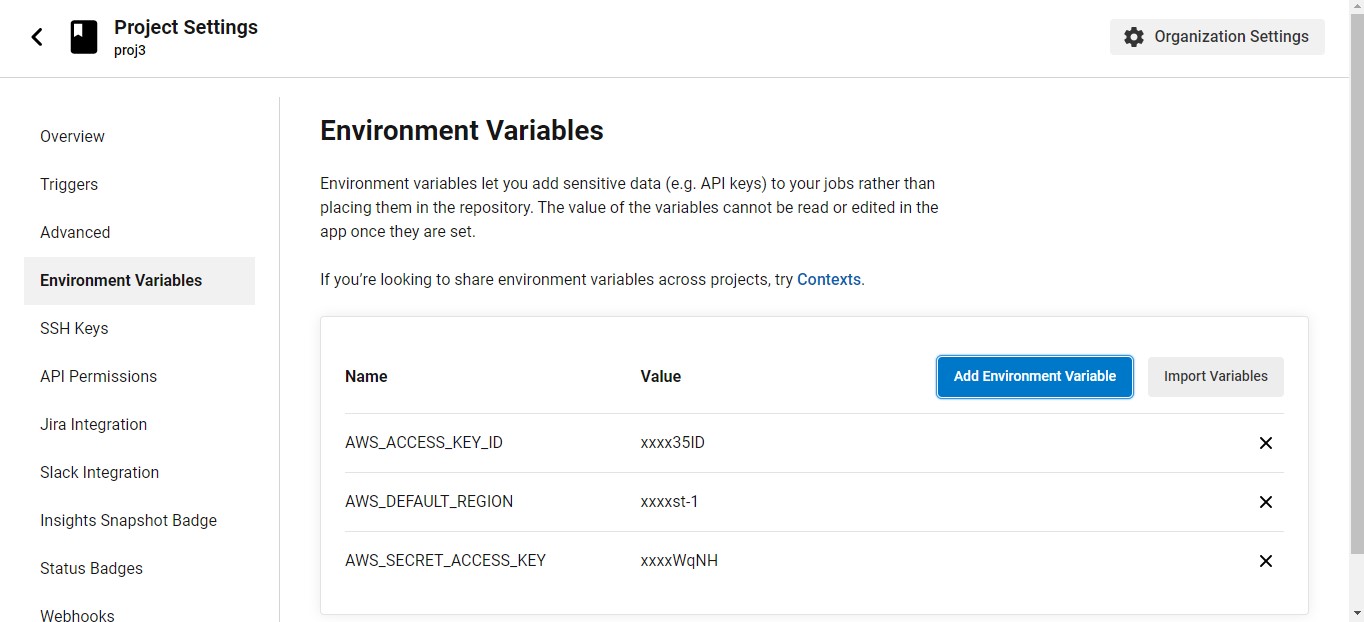 Project Settings
proj3
Organization Settings
Overview
Triggers
Advanced
Environment Variables
SSH Keys
API Permissions
Jira Integration
Slack Integration
Insights Snapshot Badge
Status Badges
Webhooks
Environment Variables
Environment variables let you add sensitive data (e.g. API keys) to your jobs rather than
placing them in the repository. The value of the variables cannot be read or edited in the
app once they are set.
If you’re looking to share environment variables across projects, try Contexts.
Name Value Add Environment Variable Import Variables
AWS_ACCESS_KEY_ID xxxx35ID
AWS_DEFAULT_REGION xxxxst-1
AWS_SECRET_ACCESS_KEY xxxxWqNH